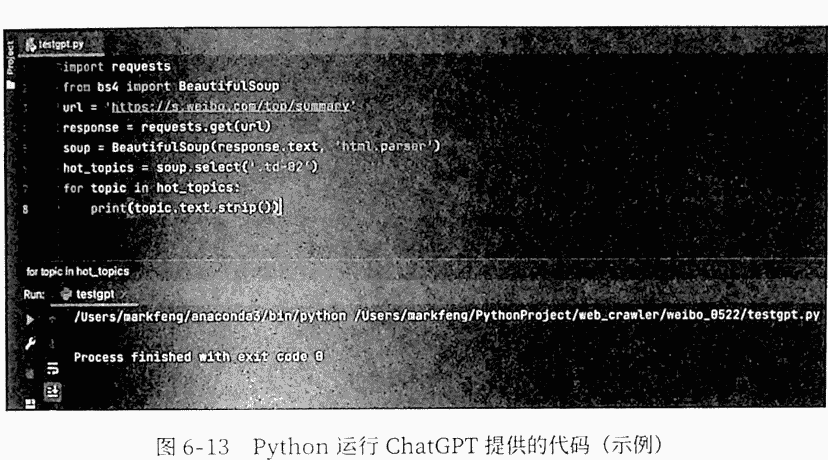 Project
testgpt.py
import requests
from bs4 import BeautifulSoup
url = 'https://s.weibo.com/top/summary'
response = requests.get(url)
soup = BeautifulSoup(response.text, 'html.parser')
hot_topics = soup.select('.td-02')
for topic in hot_topics:
8 print(topic.text.strip())
for topic in hot_topics
Run: testgpt
/Users/markfeng/anaconda3/bin/python /Users/markfeng/PythonProject/web_crawler/weibo_0522/testgpt.py
Process finished with exit code 0
图 6-13 Python 运行 ChatGPT 提供的代码（示例）